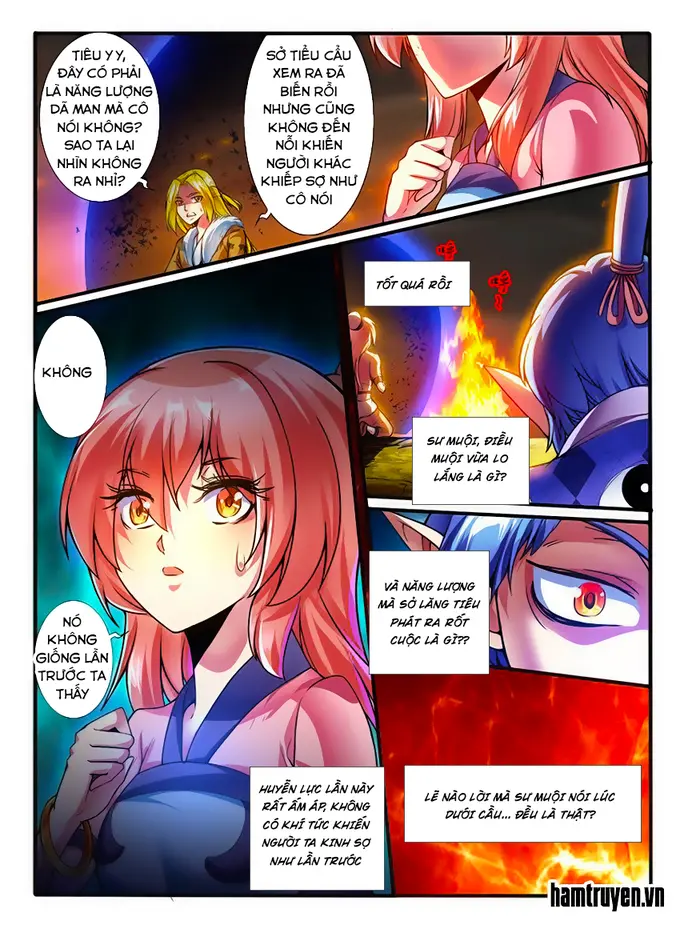 TIÊU Y Y,
ĐÂY CÓ PHẢI
LÀ NĂNG LƯỢNG
DÃ MAN MÀ CÔ
NÓI KHÔNG?
SAO TA LẠI
NHÌN KHÔNG
RA NHỈ?
SỞ TIỂU CẨU
XEM RA ĐÃ
BIẾN RỒI
NHƯNG CŨNG
KHÔNG ĐẾN
NỖI KHIẾN
NGƯỜI KHÁC
KHIẾP SỢ NHƯ
CÔ NÓI
TỐT QUÁ RỒI
KHÔNG
SƯ MUỘI, ĐIỀU
MUỘI VỪA LO
LẮNG LÀ GÌ?
VÀ NĂNG LƯỢNG
MÀ SỞ LĂNG TIÊU
PHÁT RA RỐT
CUỘC LÀ GÌ??
NÓ
KHÔNG
GIỐNG LẦN
TRƯỚC TA
THẤY
HUYỄN LỰC LẦN NÀY
RẤT ẤM ÁP, KHÔNG
CÓ KHÍ TỨC KHIẾN
NGƯỜI TA KINH SỢ
NHƯ LẦN TRƯỚC
LẼ NÀO LỜI MÀ SƯ MUỘI NÓI LÚC
DƯỚI CẦU... ĐỀU LÀ THẬT?
hamtruyen.vn